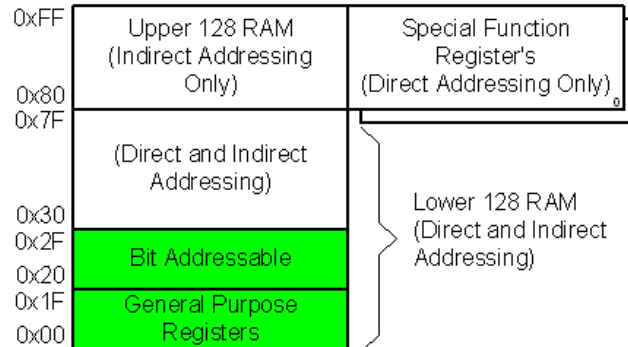 0xFF
Upper 128 RAM
(Indirect Addressing
Only)
0x80
Special Function
Register's
(Direct Addressing Only)
0
0x7F
(Direct and Indirect
Addressing)
0x30
Lower 128 RAM
(Direct and Indirect
Addressing)
0x2F
Bit Addressable
0x20
0x1F
General Purpose
Registers
0x00